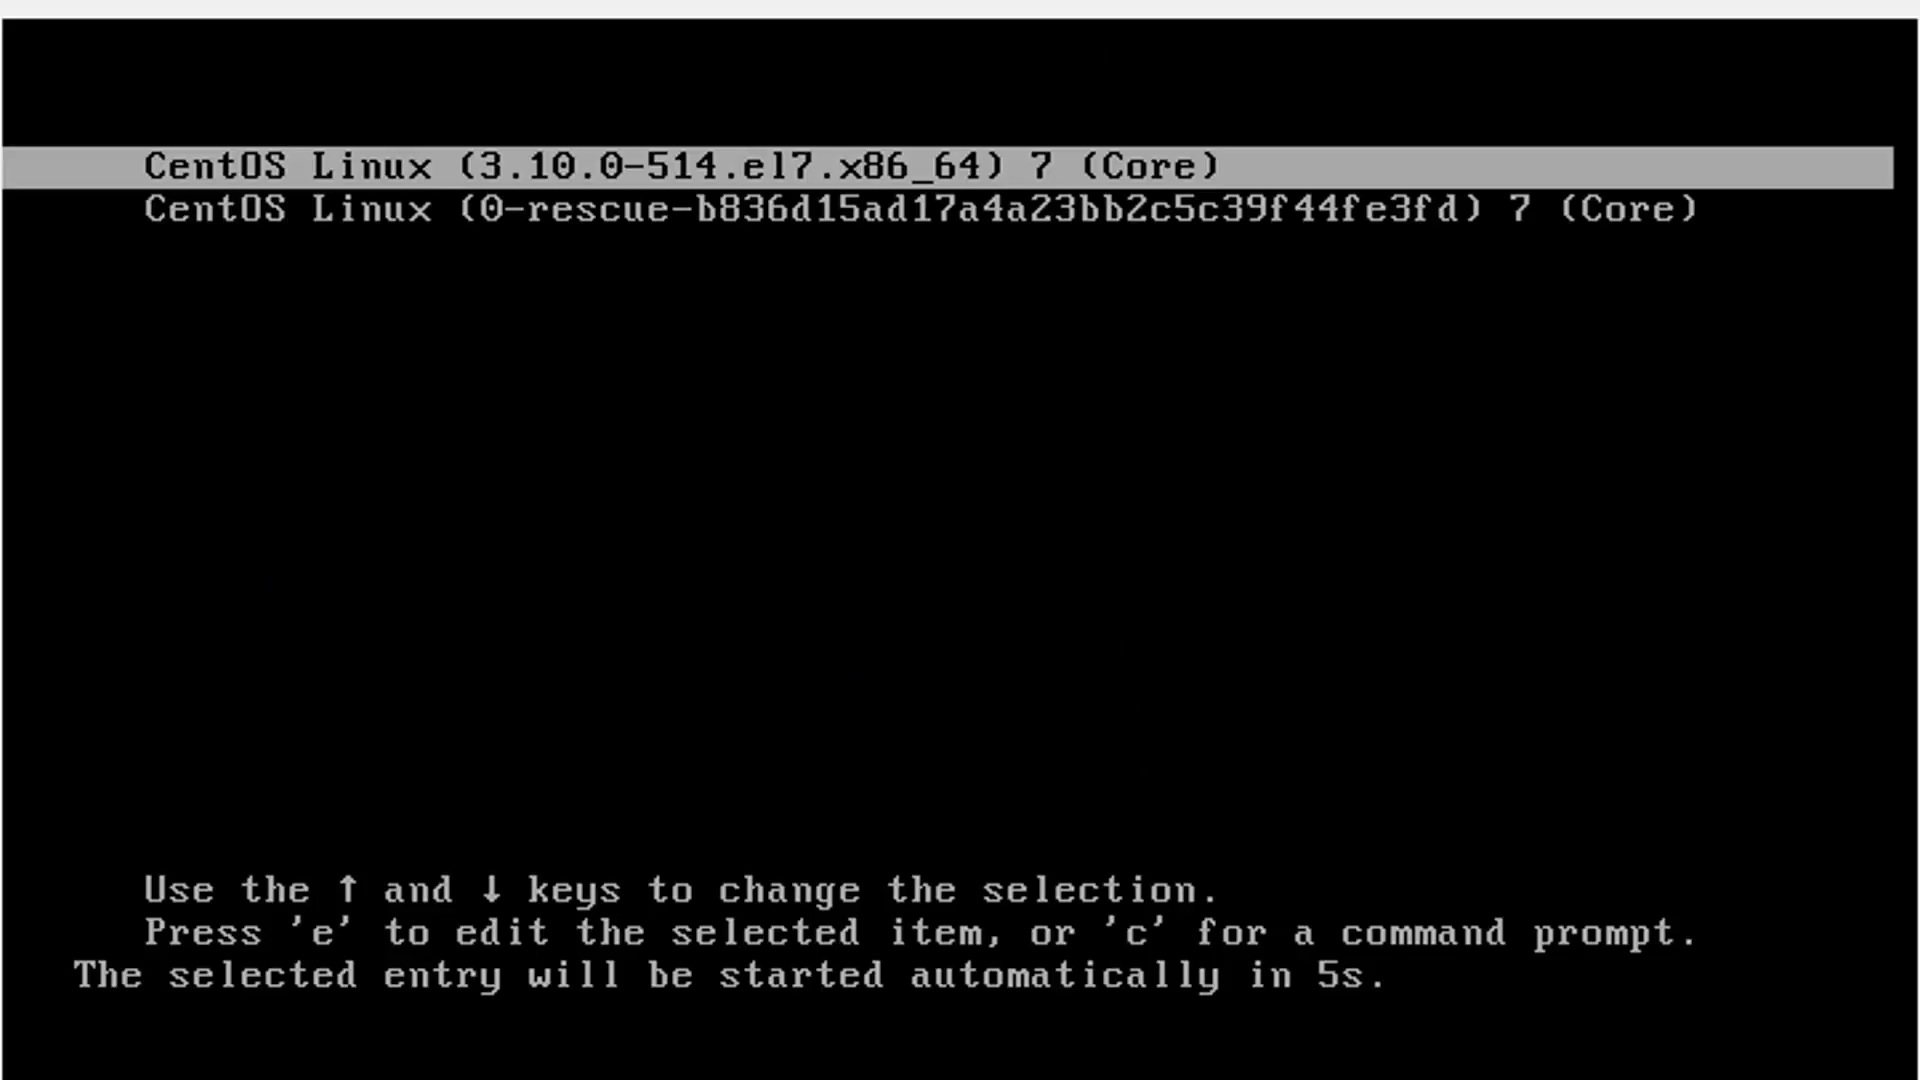 CentOS Linux (3.10.0-514.el7.x86_64) 7 (Core)
CentOS Linux (0-rescue-b836d15ad17a4a23bb2c5c39f44fe3fd) 7 (Core)
Use the ↑ and ↓ keys to change the selection.
Press 'e' to edit the selected item, or 'c' for a command prompt.
The selected entry will be started automatically in 5s.